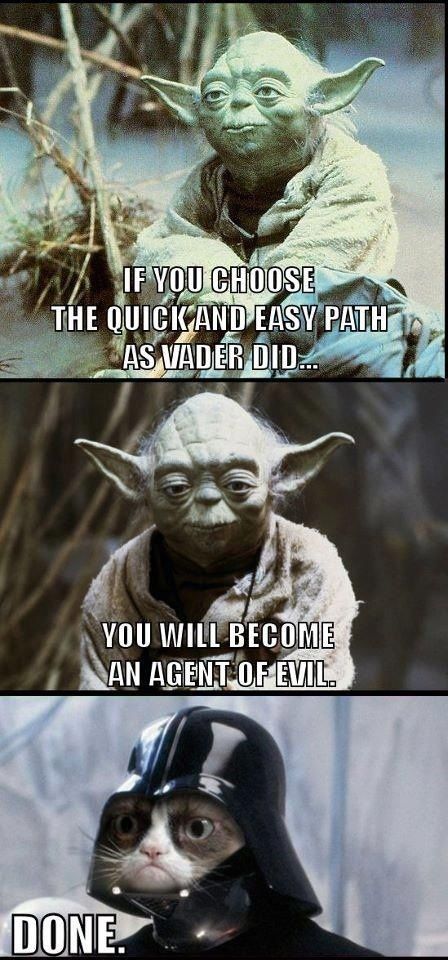 IF YOU CHOOSE
THE QUICK AND EASY PATH
AS VADER DID...
YOU WILL BECOME
AN AGENT OF EVIL.
DONE.